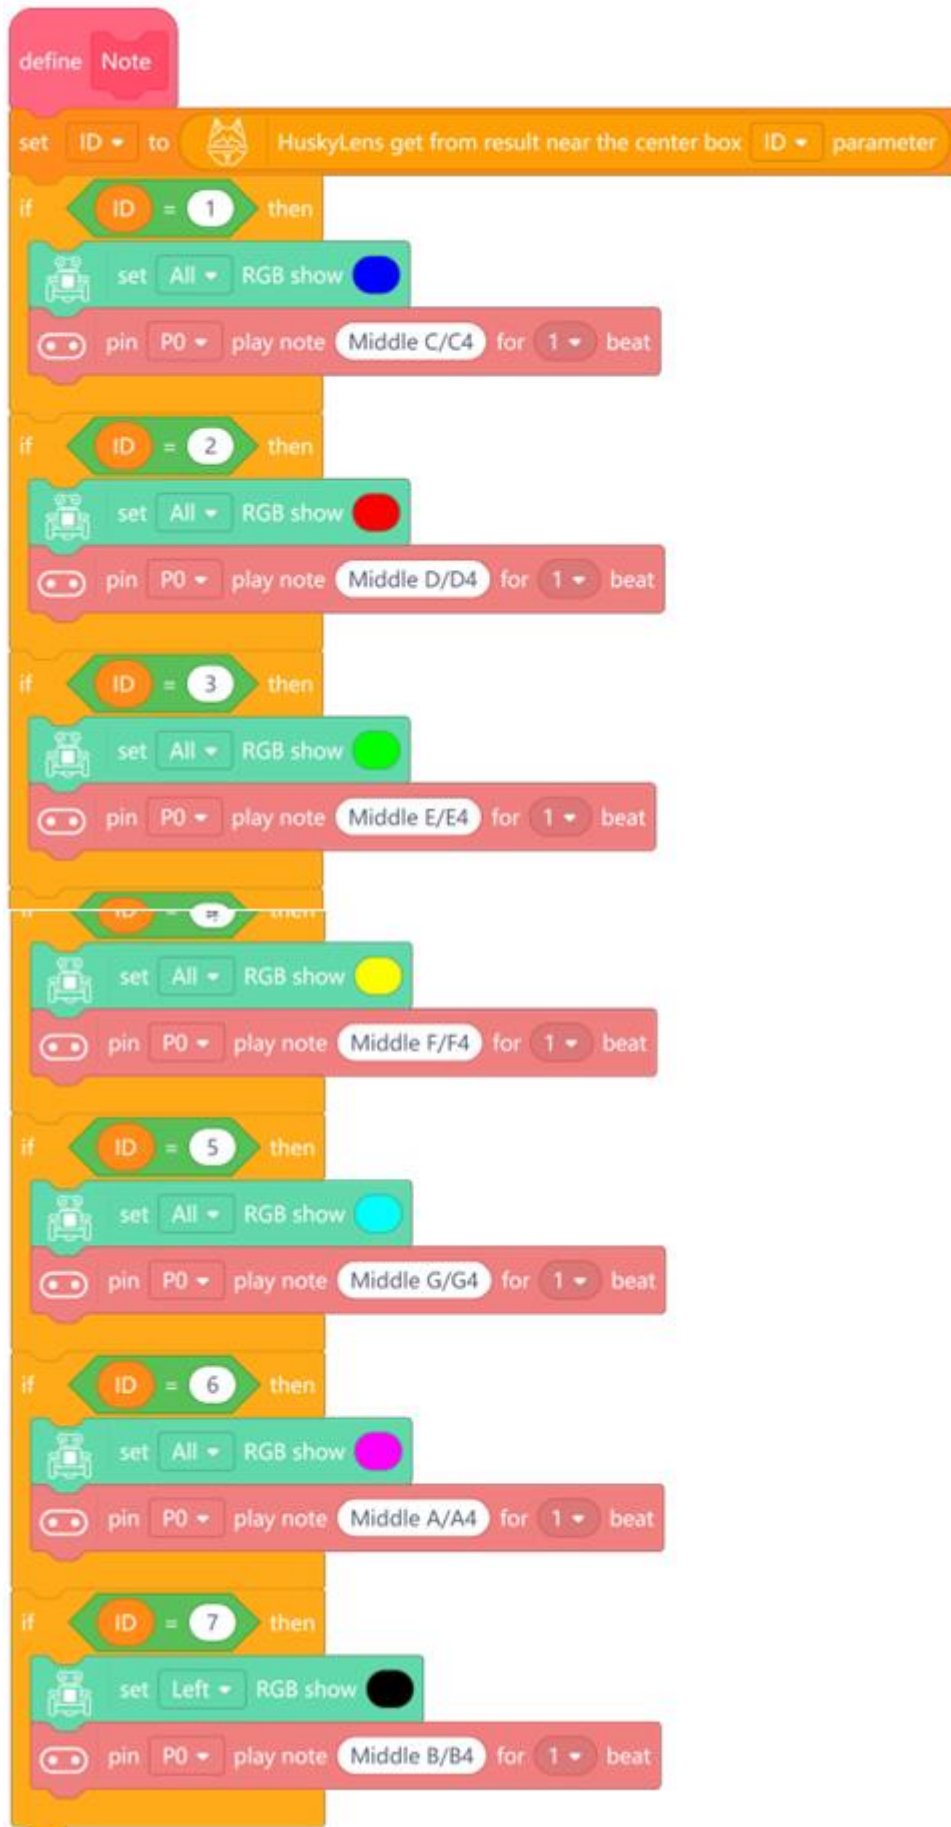 define Note
set ID to HuskyLens get from result near the center box ID parameter
if ID = 1 then
set All RGB show
pin P0 play note Middle C/C4 for 1 beat
if ID = 2 then
set All RGB show
pin P0 play note Middle D/D4 for 1 beat
if ID = 3 then
set All RGB show
pin P0 play note Middle E/E4 for 1 beat
ID = then
set All RGB show
pin P0 play note Middle F/F4 for 1 beat
if ID = 5 then
set All RGB show
pin P0 play note Middle G/G4 for 1 beat
if ID = 6 then
set All RGB show
pin P0 play note Middle A/A4 for 1 beat
if ID = 7 then
set Left RGB show
pin P0 play note Middle B/B4 for 1 beat